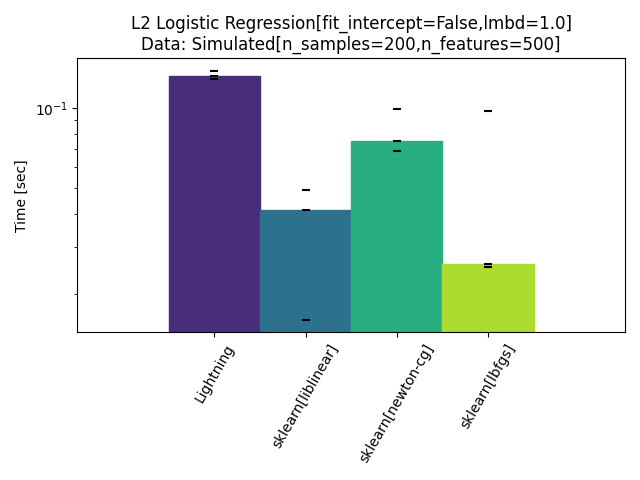 L2 Logistic Regression[fit_intercept=False,lmbd=1.0]
Data: Simulated[n_samples=200,n_features=500]
10⁻¹
Time [sec]
Lightning
sklearn[liblinear]
sklearn[newton-cg]
sklearn[lbfgs]